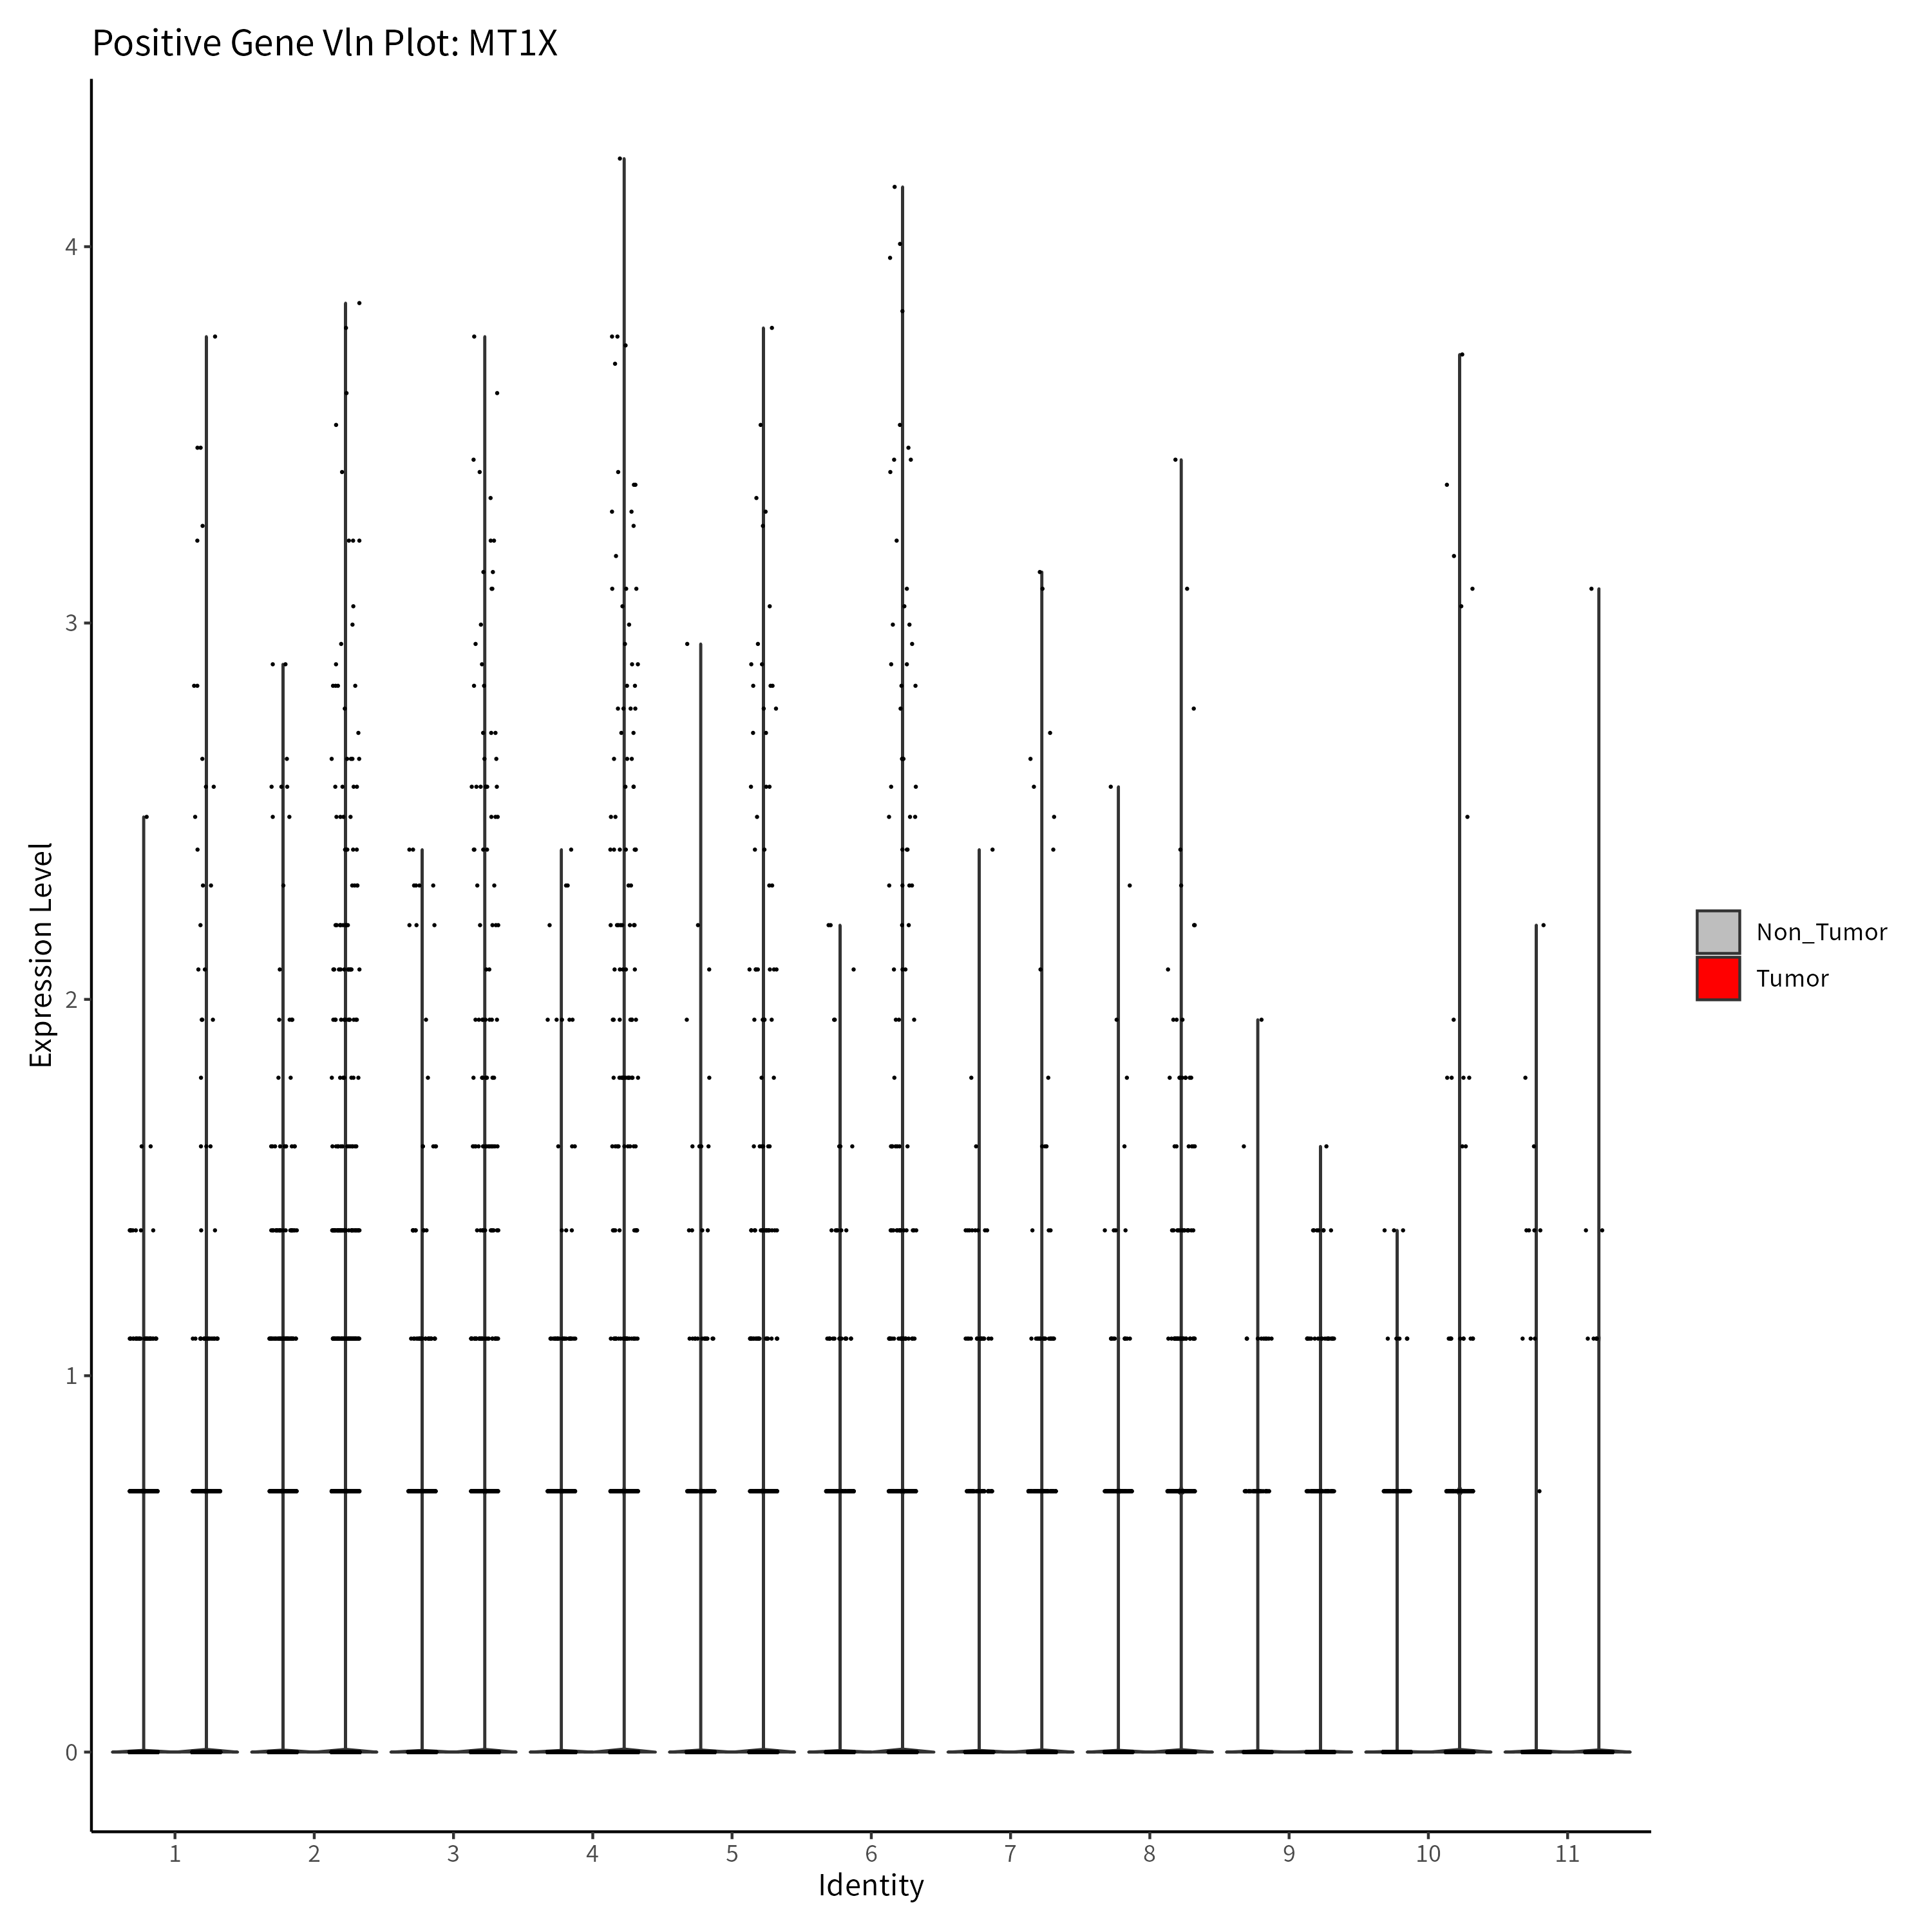 Positive Gene Vln Plot: MT1X
Expression Level
4
3
2
1
0
1 2 3 4 5 6 7 8 9 10 11
Identity
Non_Tumor
Tumor